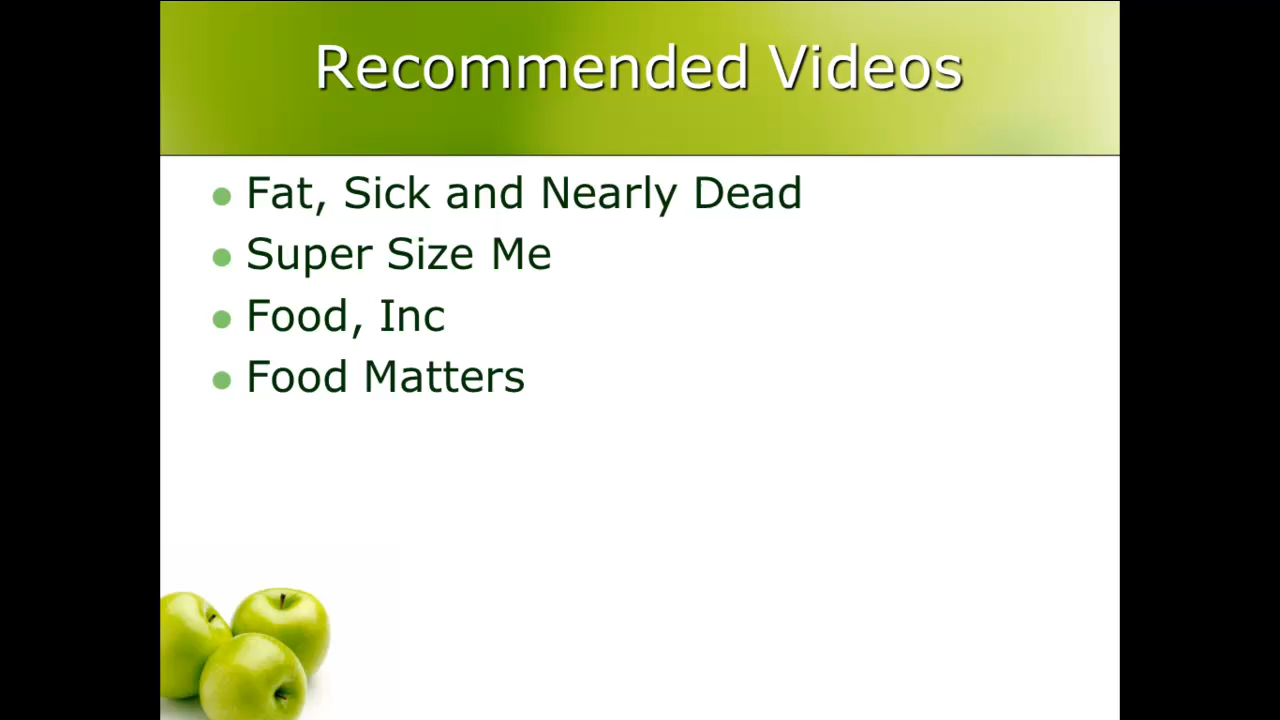 Recommended Videos
Fat, Sick and Nearly Dead
Super Size Me
Food, Inc
Food Matters